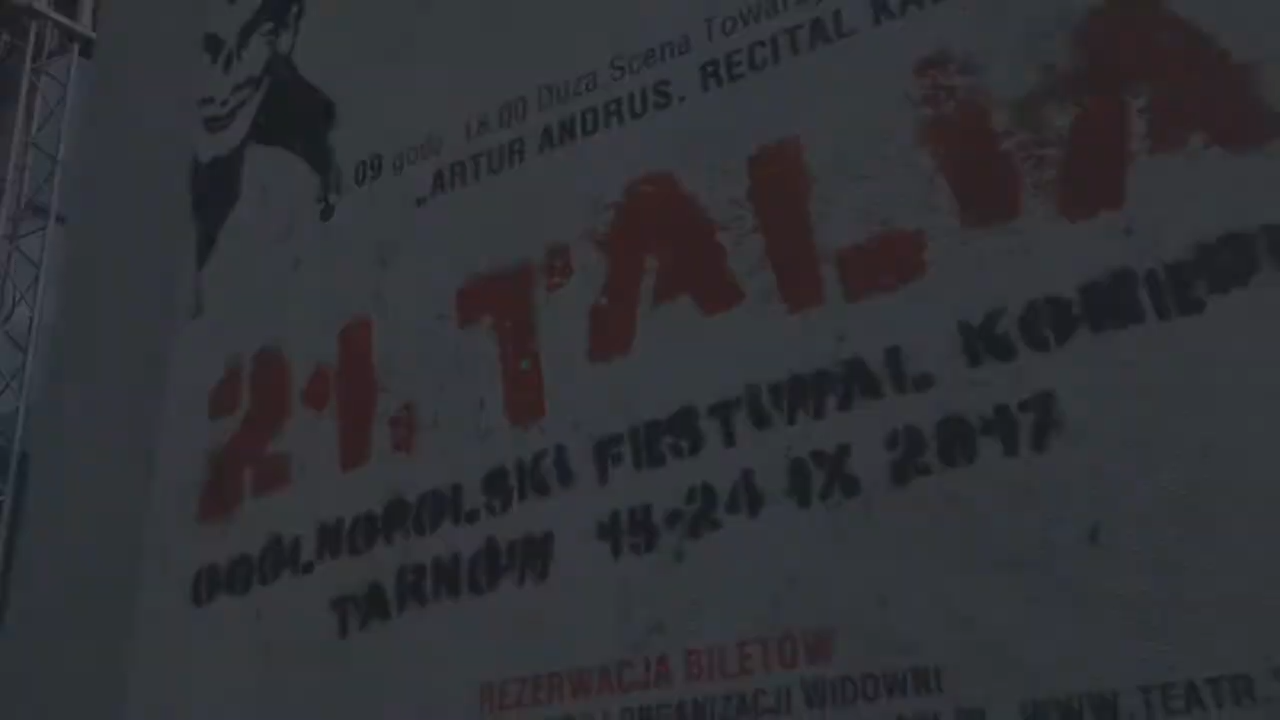 09 godz. 18.00 Duża Scena
„ARTUR ANDRUS. RECITAL
21. TALIA
OGÓLNOPOLSKI FESTIWAL KOMEDII
TARNÓW 15-24 IX 2017
REZERWACJA BILETÓW
ORGANIZACJI WIDOWNI
WWW.TEATR.